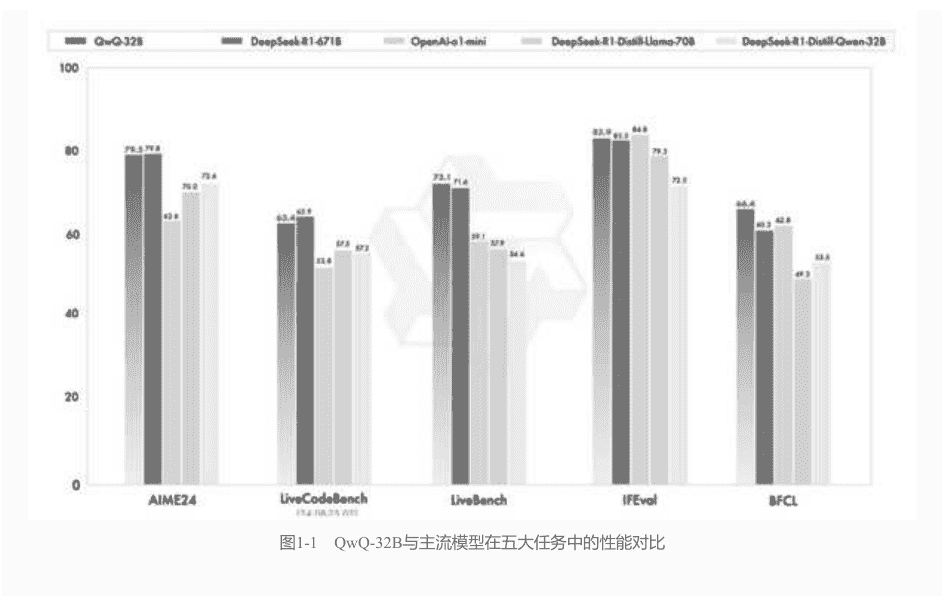 QwQ-32B DeepSeek-R1-671B OpenAI-o1-mini DeepSeek-R1-Distill-Llama-70B DeepSeek-R1-Distill-Qwen-32B
100
80
60
40
20
0
79.5 79.8 63.6 70.0 72.6
63.4 65.9 53.8 57.5 57.2
73.1 71.6 59.1 57.9 54.6
83.9 83.3 84.8 79.3 72.5
66.4 60.3 62.8 49.3 53.5
AIME24 LiveCodeBench LiveBench IFEval BFCL
图1-1 QwQ-32B与主流模型在五大任务中的性能对比